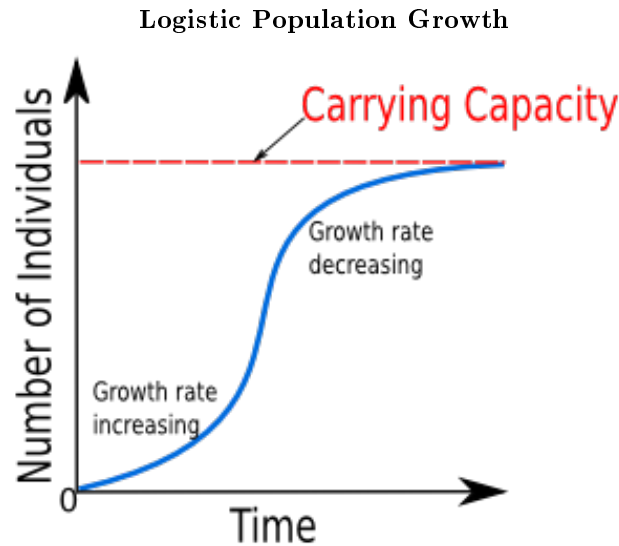 Logistic Population Growth
Carrying Capacity
Number of Individuals
Growth rate
decreasing
Growth rate
increasing
0
Time